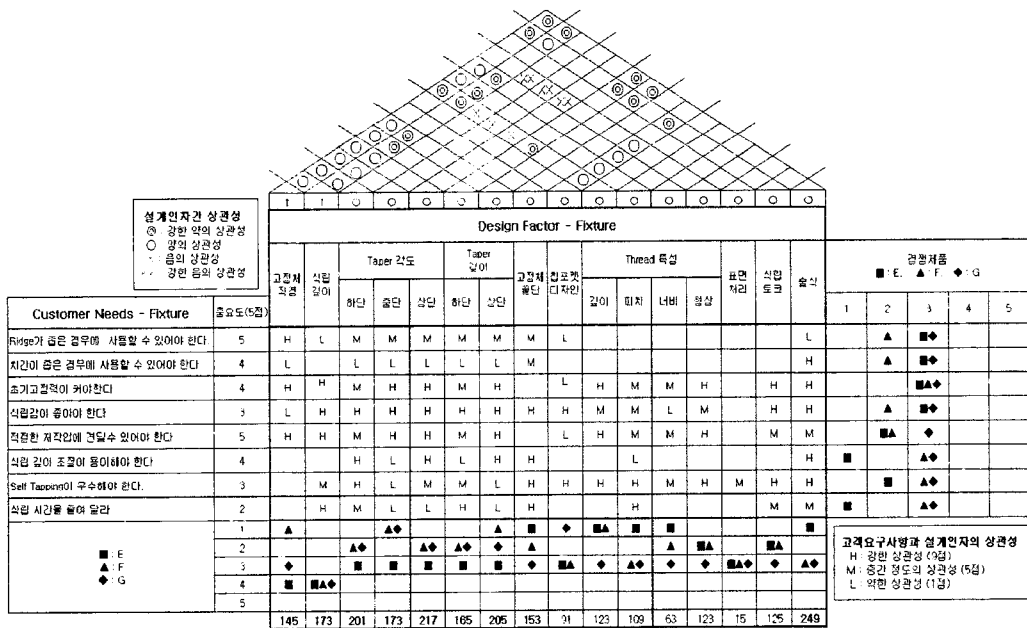 설계인자간 상관성
◎ : 강한 양의 상관성
○ : 양의 상관성
× : 음의 상관성
×× : 강한 음의 상관성
↑ ↑ ○ ○ ○ ○ ○ ○ ○ ○ ○ ○ ○ ○ ○ ○
Design Factor - Fixture
고정체 직경 식립 깊이 Taper 각도 Taper 깊이 고정체 끝단 칩포켓 디자인 Thread 특성 표면 처리 식립 토크 술식
하단 중단 상단 하단 상단 깊이 피치 너비 형상
경쟁제품
■ : E. ▲ : F. ◆ : G
Customer Needs - Fixture 중요도(5점) 1 2 3 4 5
Ridge가 좁은 경우에 사용할 수 있어야 한다. 5 H L M M M M M M L L ▲ ■◆
치간이 좁은 경우에 사용할 수 있어야 한다 4 L L L L L L M H ▲ ■◆
초기고정력이 커야한다 4 H H M H H M H L H M M H H H ■▲◆
식립감이 좋아야 한다 3 L H H H H H H H H M M L M H H ▲ ■◆
적절한 저작압에 견딜수 있어야 한다 5 H H M H H M H L H M M H M M ■▲ ◆
식립 깊이 조절이 용이해야 한다 4 H L H L H H L H ■ ▲◆
Self Tapping이 우수해야 한다. 3 M H L M M L H H H H M H M H H ■ ▲◆
식립 시간을 줄여 달라 2 H M L L H L H H M M ■ ▲◆
■ : E
▲ : F
◆ : G
1 ▲ ▲◆ ▲ ■ ◆ ■▲ ■ ■ ■
2 ▲◆ ▲◆ ▲◆ ◆ ▲ ▲ ■▲ ■▲
3 ◆ ■ ■ ■ ■ ■ ◆ ■▲ ◆ ▲◆ ◆ ◆ ■▲◆ ◆ ▲◆
4 ■ ■▲◆
5
145 173 201 173 217 165 205 153 91 123 109 63 123 15 125 249
고객요구사항과 설계인자의 상관성
H : 강한 상관성 (9점)
M : 중간 정도의 상관성 (5점)
L : 약한 상관성 (1점)